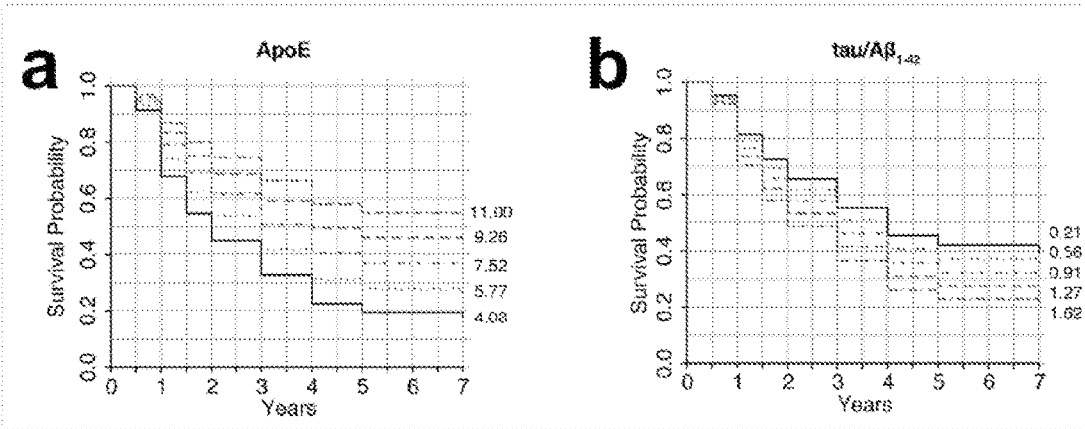 a
ApoE
Survival Probability
1.0
0.8
0.6
0.4
0.2
0.0
11.00
9.26
7.52
5.77
4.03
0 1 2 3 4 5 6 7
Years
b
tau/Aβ₁₋₄₂
Survival Probability
1.0
0.8
0.6
0.4
0.2
0.0
0.21
0.56
0.91
1.27
1.62
0 1 2 3 4 5 6 7
Years